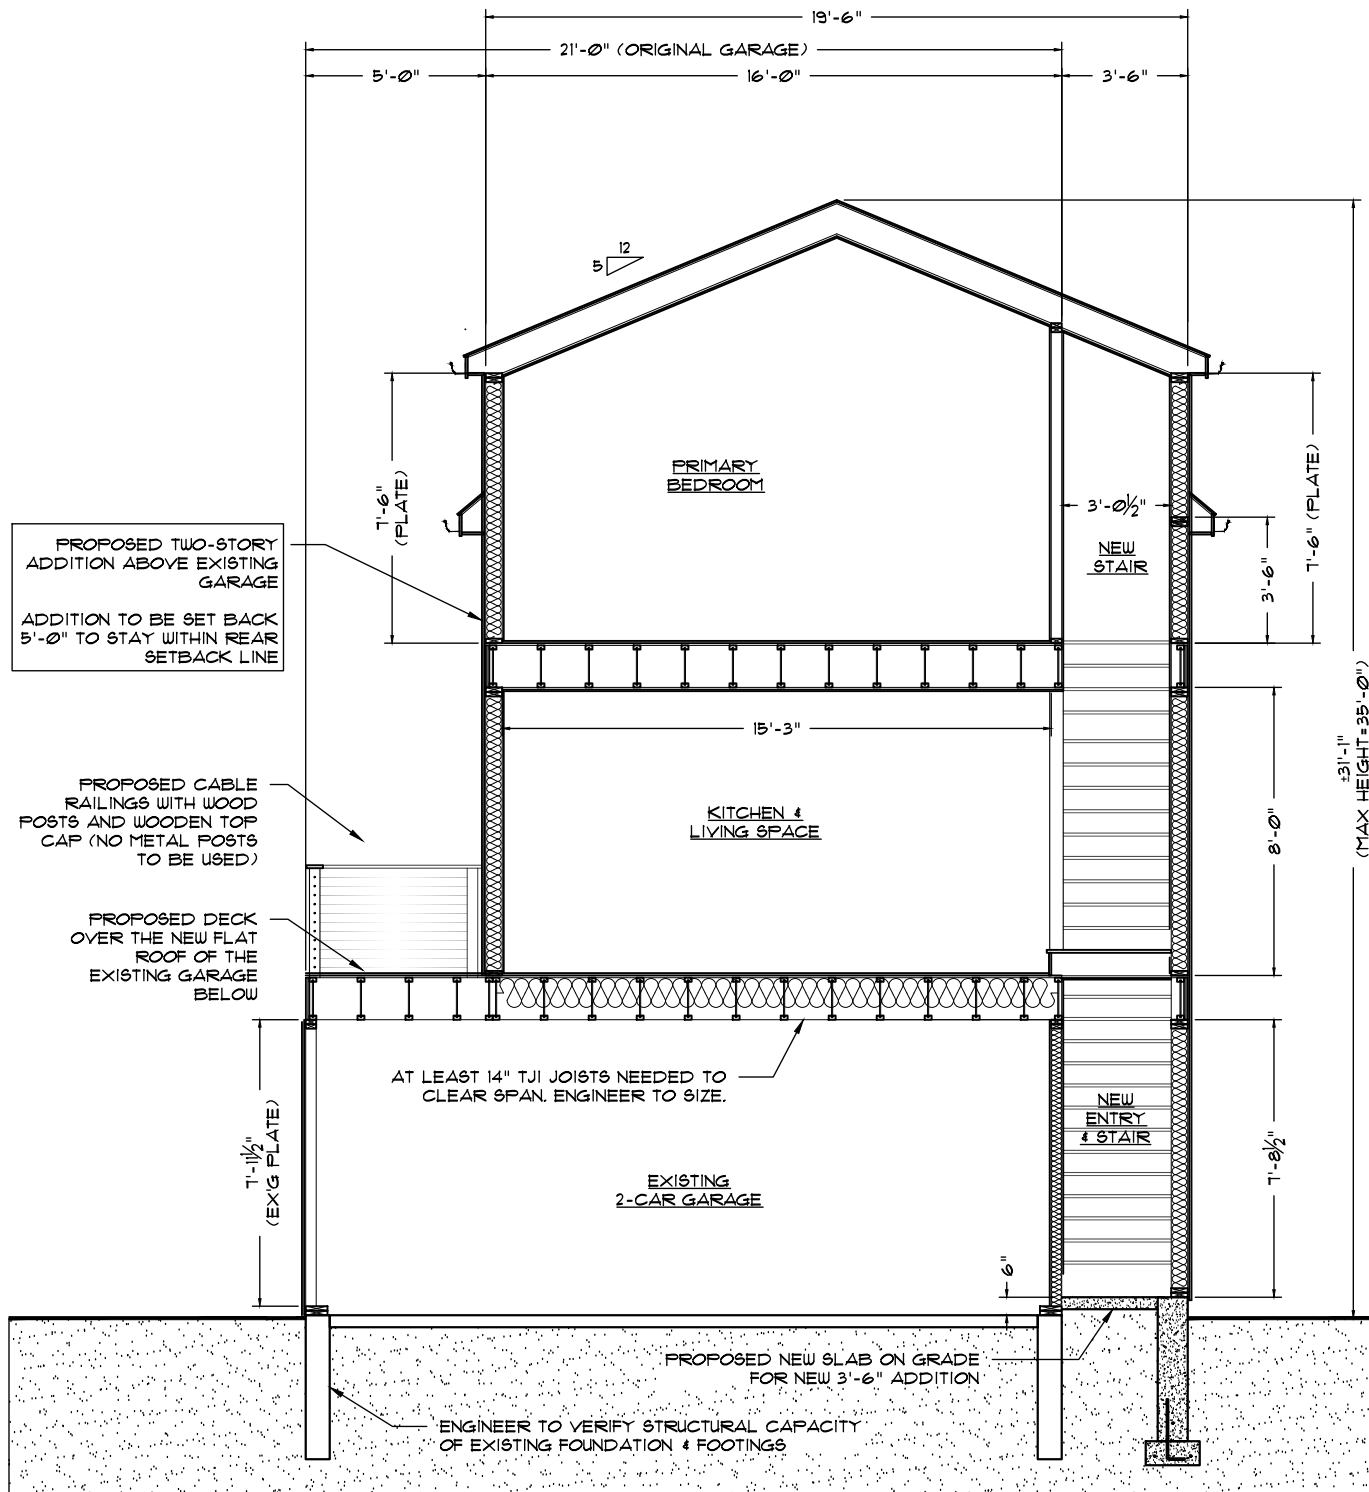 19'-6"
21'-0" (ORIGINAL GARAGE)
5'-0"
16'-0"
3'-6"
12
5
PRIMARY
BEDROOM
7'-6"
(PLATE)
3'-0½"
NEW
STAIR
3'-6"
7'-6" (PLATE)
PROPOSED TWO-STORY
ADDITION ABOVE EXISTING
GARAGE
ADDITION TO BE SET BACK
5'-0" TO STAY WITHIN REAR
SETBACK LINE
15'-3"
±31'-1"
(MAX HEIGHT=35'-0")
PROPOSED CABLE
RAILINGS WITH WOOD
POSTS AND WOODEN TOP
CAP (NO METAL POSTS
TO BE USED)
KITCHEN &
LIVING SPACE
8'-0"
PROPOSED DECK
OVER THE NEW FLAT
ROOF OF THE
EXISTING GARAGE
BELOW
AT LEAST 14" TJI JOISTS NEEDED TO
CLEAR SPAN. ENGINEER TO SIZE.
7'-11½"
(EX'G PLATE)
NEW
ENTRY
& STAIR
7'-8½"
EXISTING
2-CAR GARAGE
6"
PROPOSED NEW SLAB ON GRADE
FOR NEW 3'-6" ADDITION
ENGINEER TO VERIFY STRUCTURAL CAPACITY
OF EXISTING FOUNDATION & FOOTINGS